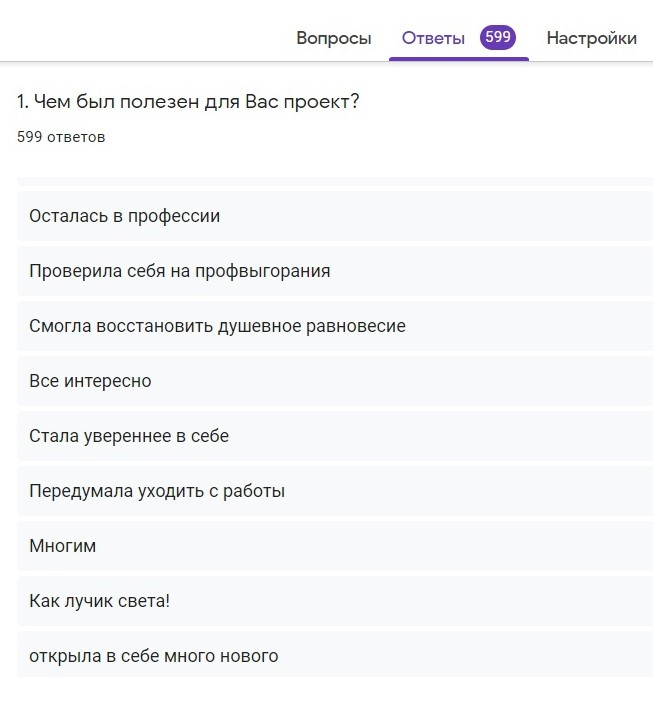 Вопросы Ответы 599 Настройки
1. Чем был полезен для Вас проект?
599 ответов
Осталась в профессии
Проверила себя на профвыгорания
Смогла восстановить душевное равновесие
Все интересно
Стала увереннее в себе
Передумала уходить с работы
Многим
Как лучик света!
открыла в себе много нового